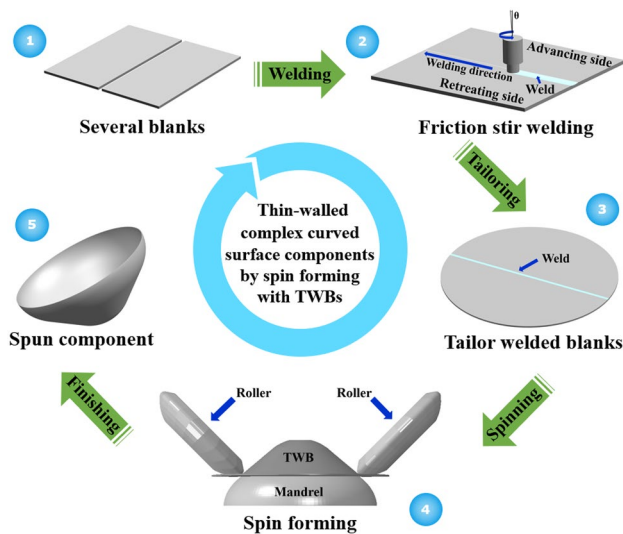 1
Several blanks
Welding
2
θ
Advancing side
Welding direction
Weld
Retreating side
Friction stir welding
Tailoring
3
Weld
Tailor welded blanks
Spinning
Roller
Roller
TWB
Mandrel
Spin forming
4
Finishing
5
Spun component
Thin-walled
complex curved
surface components
by spin forming
with TWBs